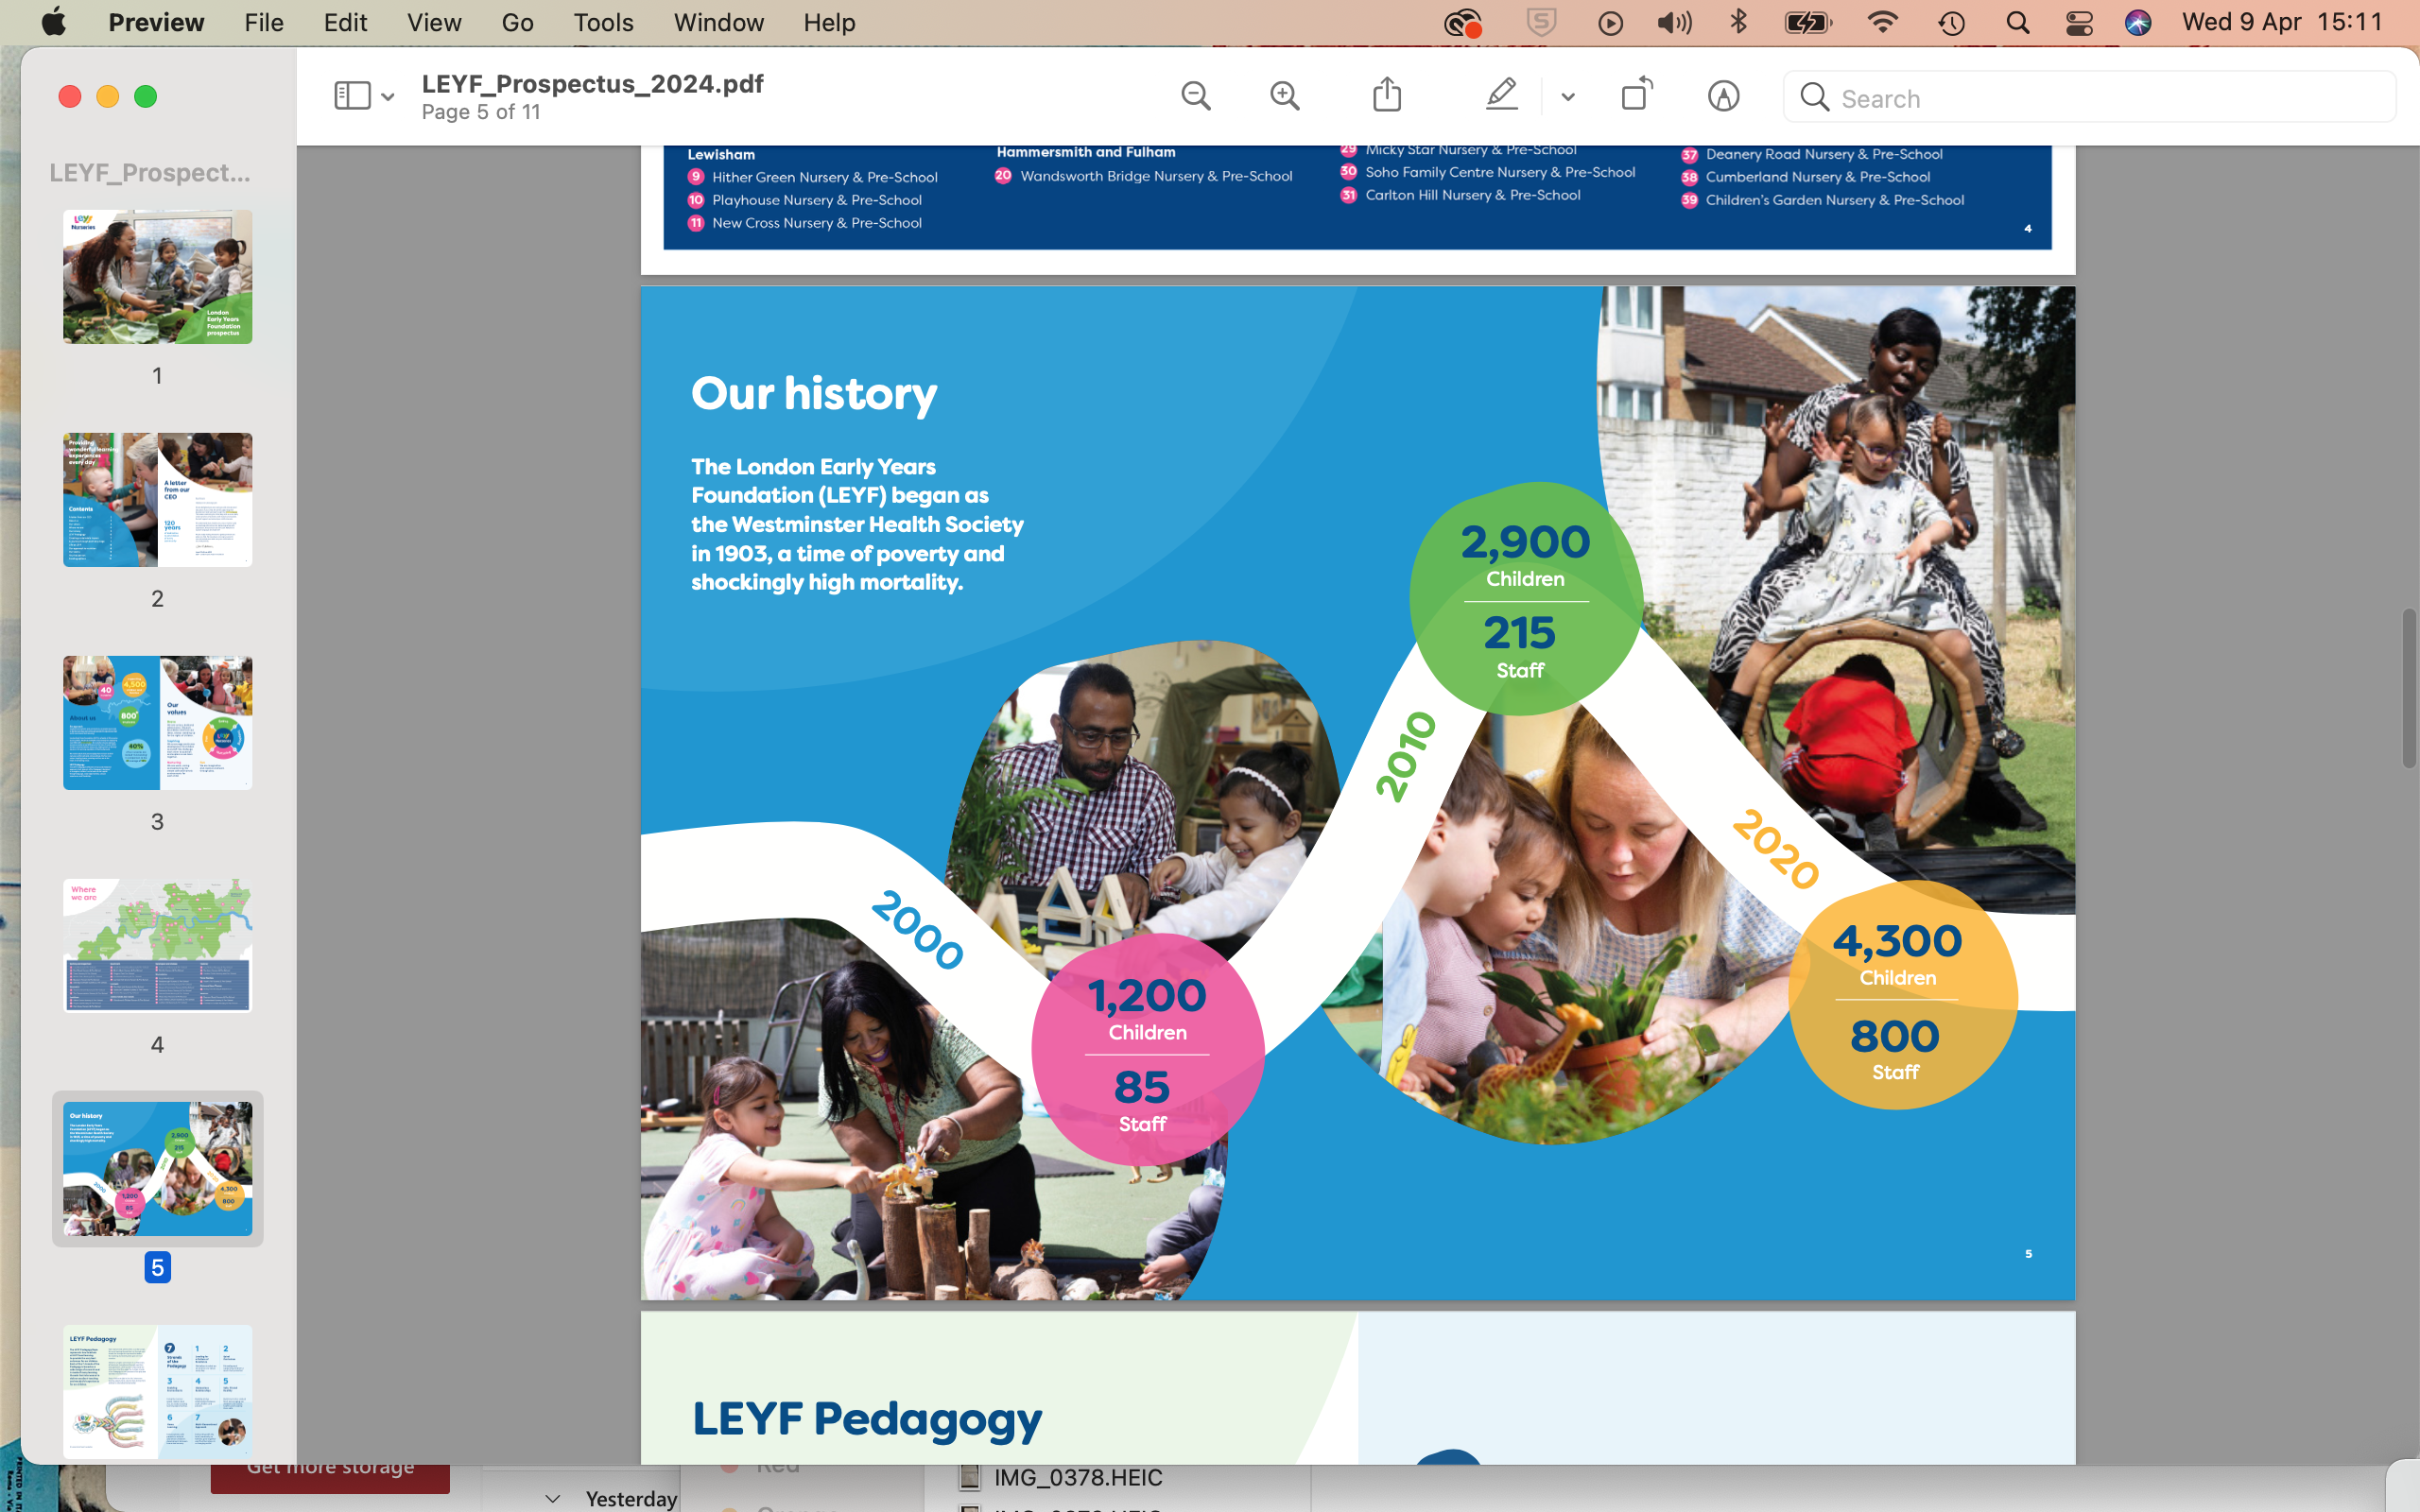 Preview File Edit View Go Tools Window Help
Wed 9 Apr 15:11
LEYF_Prospectus_2024.pdf
Page 5 of 11
Search
LEYF_Prospect...
1
2
3
4
5
Lewisham
9 Hither Green Nursery & Pre-School
10 Playhouse Nursery & Pre-School
11 New Cross Nursery & Pre-School
Hammersmith and Fulham
20 Wandsworth Bridge Nursery & Pre-School
29 Micky Star Nursery & Pre-School
30 Soho Family Centre Nursery & Pre-School
31 Carlton Hill Nursery & Pre-School
37 Deanery Road Nursery & Pre-School
38 Cumberland Nursery & Pre-School
39 Children's Garden Nursery & Pre-School
4
Our history
The London Early Years
Foundation (LEYF) began as
the Westminster Health Society
in 1903, a time of poverty and
shockingly high mortality.
2000
1,200
Children
85
Staff
2010
2,900
Children
215
Staff
2020
4,300
Children
800
Staff
5
LEYF Pedagogy
Get more storage
Yesterday
Red
IMG_0378.HEIC